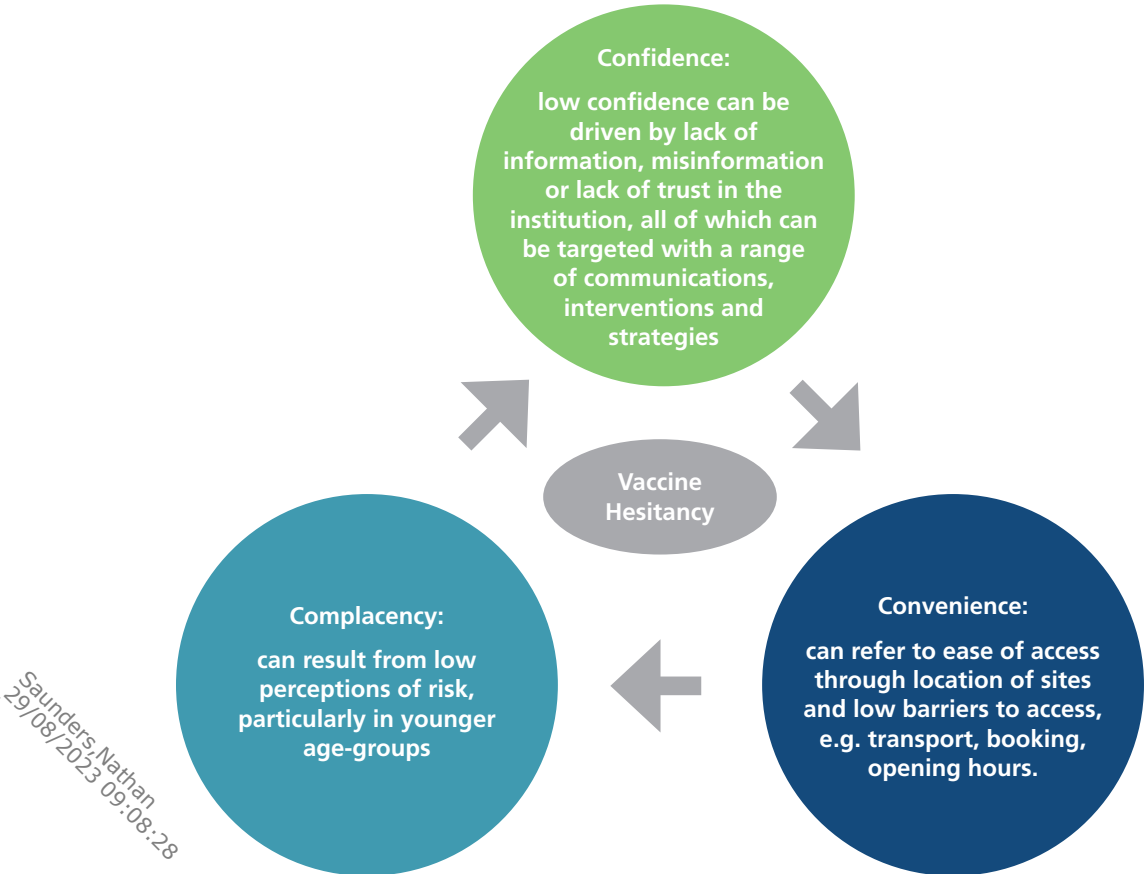 Confidence:
low confidence can be
driven by lack of
information, misinformation
or lack of trust in the
institution, all of which can
be targeted with a range
of communications,
interventions and
strategies
Vaccine
Hesitancy
Complacency:
can result from low
perceptions of risk,
particularly in younger
age-groups
Convenience:
can refer to ease of access
through location of sites
and low barriers to access,
e.g. transport, booking,
opening hours.
Saunders,Nathan
29/08/2023 09:08:28